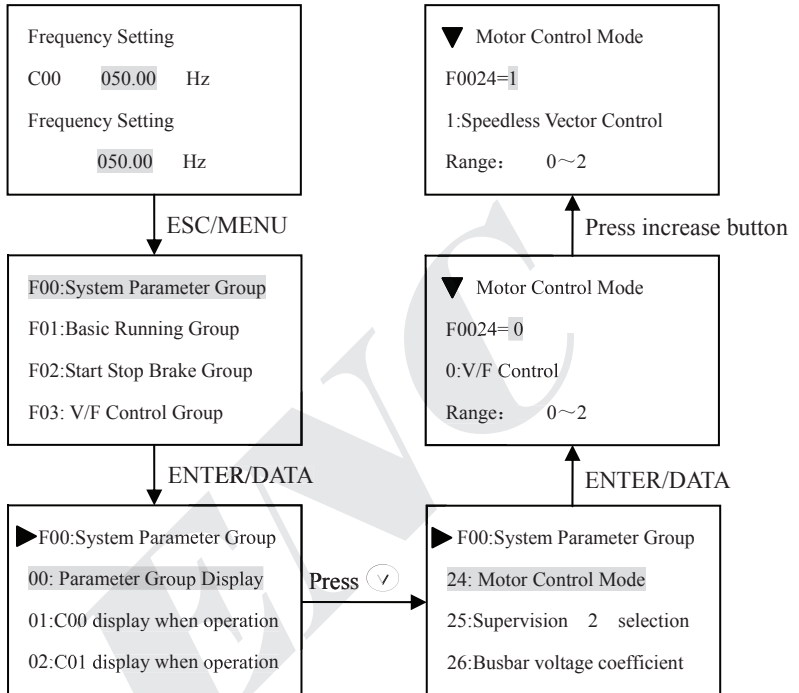 Frequency Setting
C00 050.00 Hz
Frequency Setting
050.00 Hz
ESC/MENU
F00:System Parameter Group
F01:Basic Running Group
F02:Start Stop Brake Group
F03: V/F Control Group
ENTER/DATA
▶F00:System Parameter Group
00: Parameter Group Display
01:C00 display when operation
02:C01 display when operation
Press ∨
▶ F00:System Parameter Group
24: Motor Control Mode
25:Supervision 2 selection
26:Busbar voltage coefficient
ENTER/DATA
▼ Motor Control Mode
F0024= 0
0:V/F Control
Range： 0～2
Press increase button
▼ Motor Control Mode
F0024=1
1:Speedless Vector Control
Range： 0～2
ENC